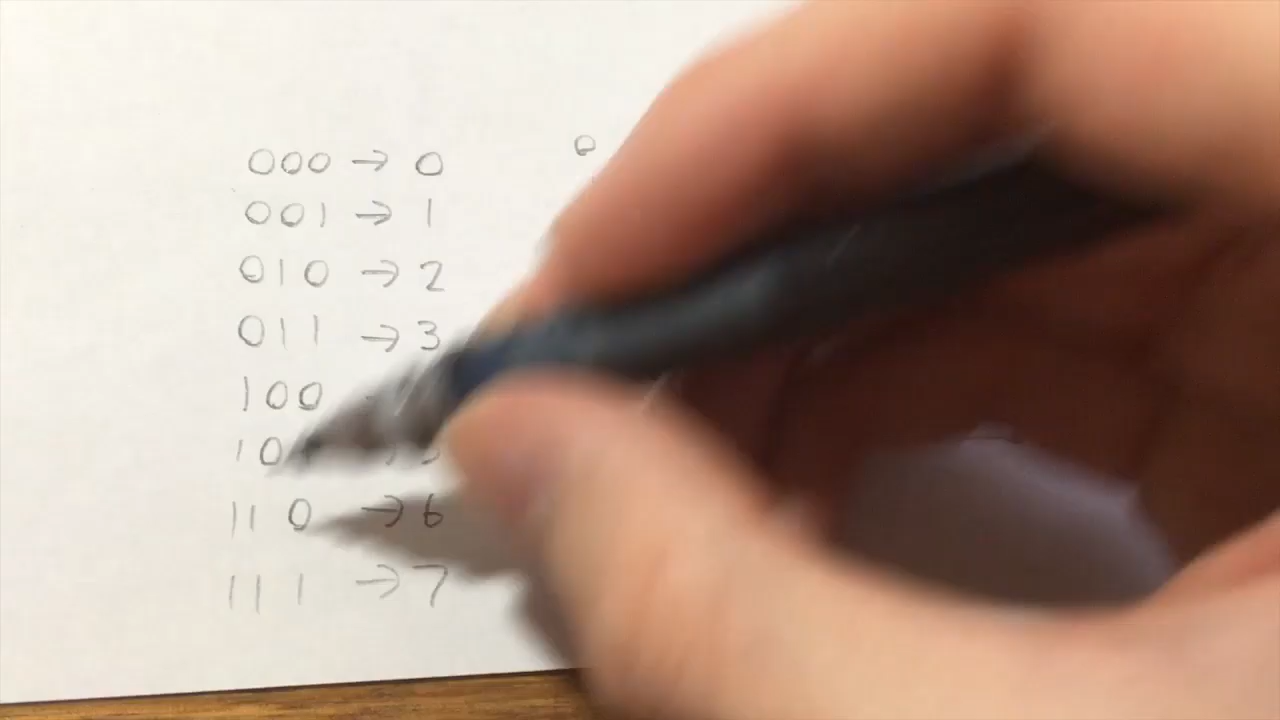 000 → 0
001 → 1
010 → 2
011 → 3
100
10
110 → 6
111 → 7